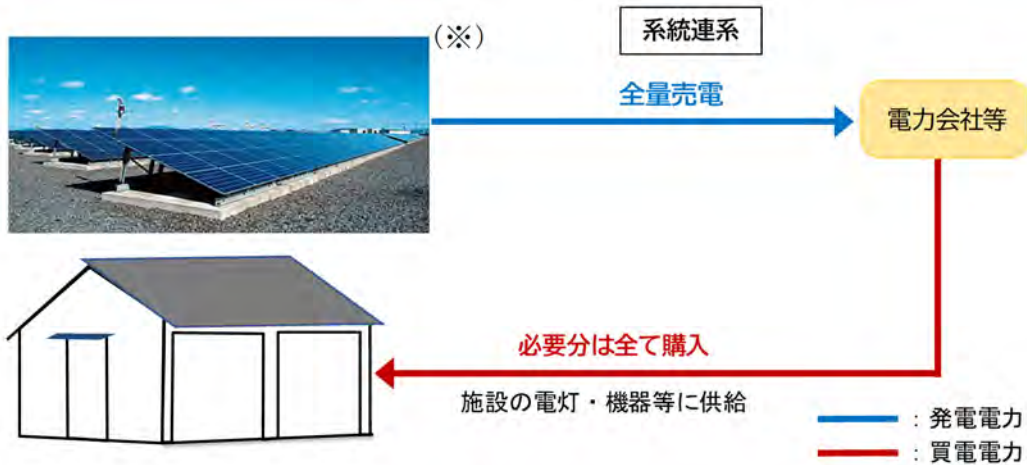 (※)
系統連系
全量売電
電力会社等
必要分は全て購入
施設の電灯・機器等に供給
：発電電力
：買電電力